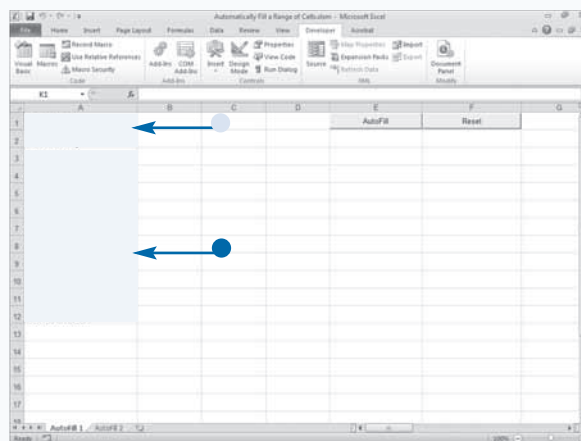 Automatically Fill a Range of Cells.xlsm - Microsoft Excel
File Home Insert Page Layout Formulas Data Review View Developer Acrobat
Visual Basic
Macros
Record Macro
Use Relative References
Macro Security
Code
Add-Ins
COM Add-Ins
Add-Ins
Insert
Design Mode
Properties
View Code
Run Dialog
Controls
Source
Map Properties
Expansion Packs
Refresh Data
Import
Export
XML
Document Panel
Modify
K1 fx
A B C D E F G
1 AutoFill Reset
2
3
4
5
6
7
8
9
10
11
12
13
14
15
16
17
18
AutoFill 1 AutoFill 2
Ready 100%